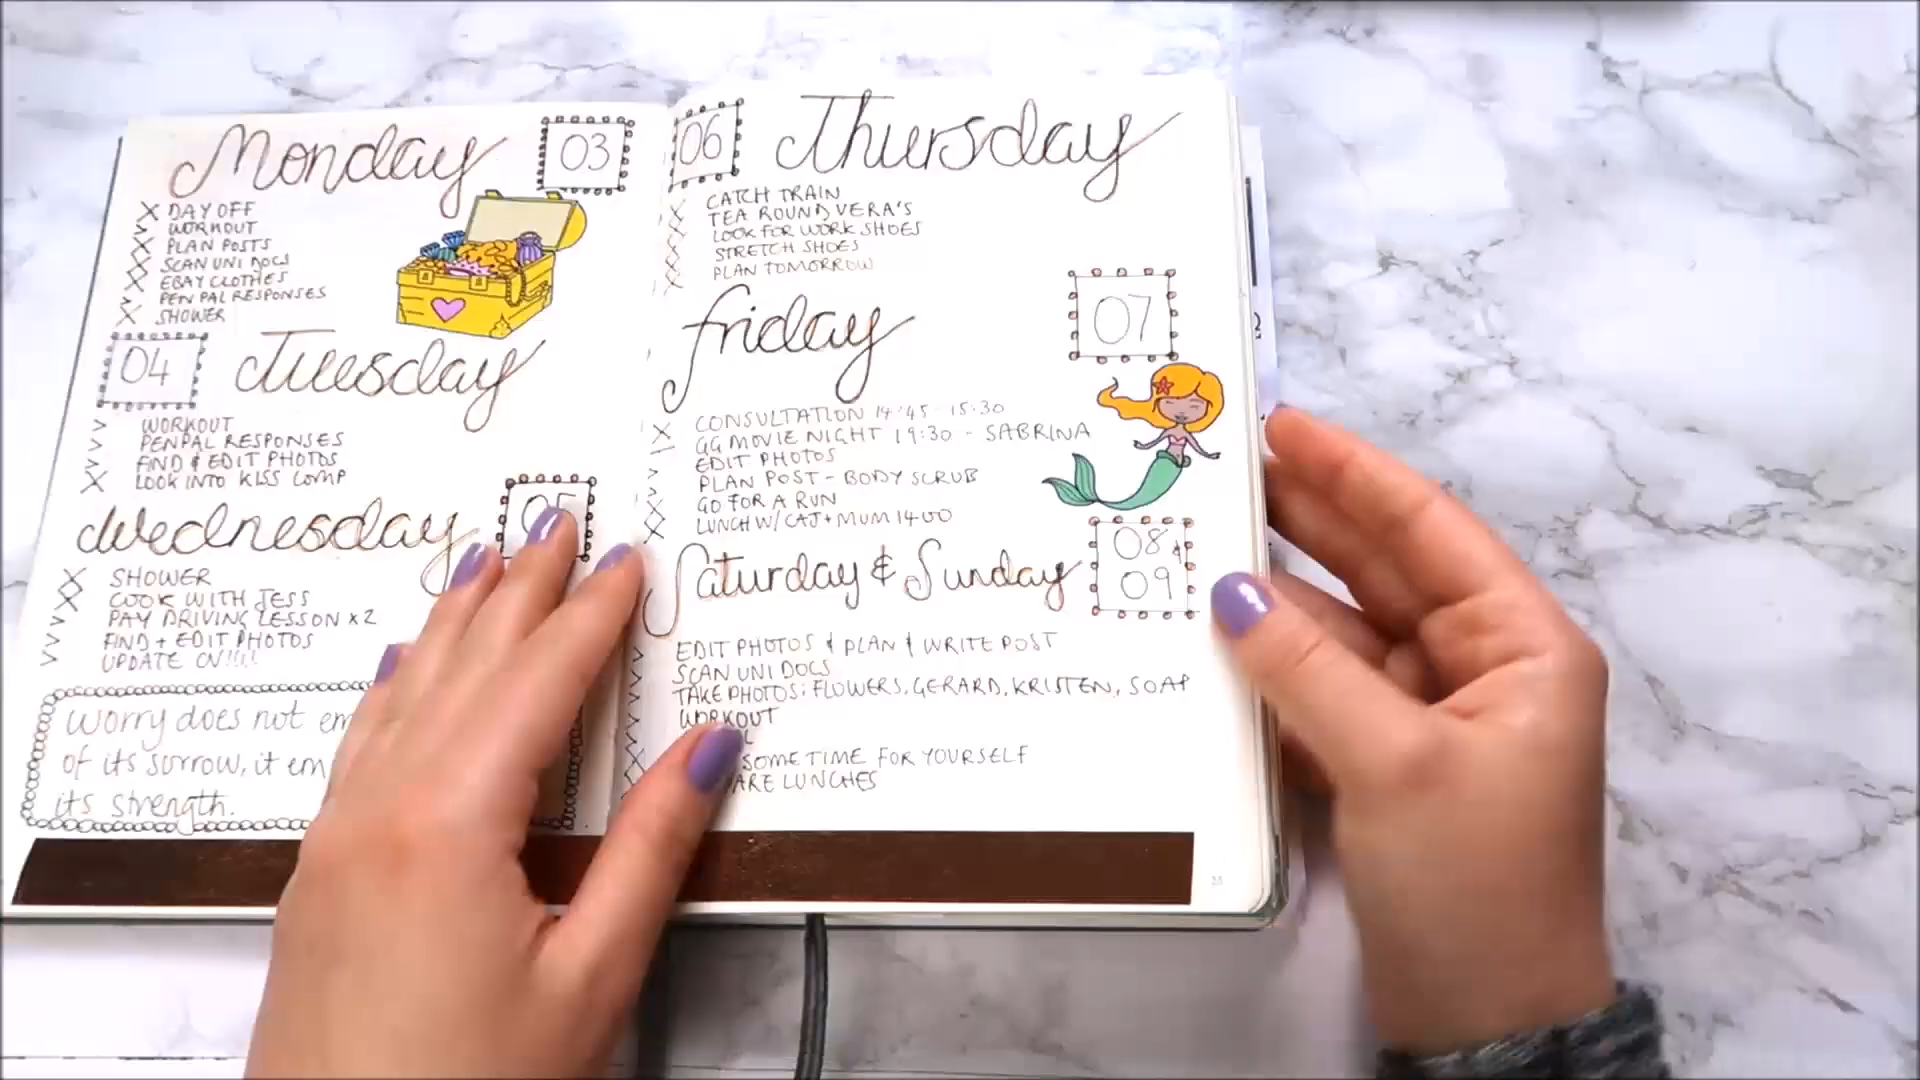 Monday
03
X DAY OFF
> WORKOUT
X PLAN POSTS
X SCAN UNI DOCS
X EBAY CLOTHES
> PEN PAL RESPONSES
X SHOWER
04
Tuesday
> WORKOUT
> PENPAL RESPONSES
> FIND & EDIT PHOTOS
X LOOK INTO KISS COMP
Wednesday
05
X SHOWER
X COOK WITH JESS
> PAY DRIVING LESSON x 2
> FIND + EDIT PHOTOS
> UPDATE CV!!!!
Worry does not em
of its sorrow, it em
its strength.
06
Thursday
X CATCH TRAIN
X TEA ROUND VERA'S
X LOOK FOR WORK SHOES
X STRETCH SHOES
X PLAN TOMORROW
friday
07
CONSULTATION 14:45 - 15:30
GG MOVIE NIGHT 19:30 - SABRINA
EDIT PHOTOS
PLAN POST - BODY SCRUB
GO FOR A RUN
LUNCH W/ CAJ + MUM 1400
Saturday & Sunday
08
09
EDIT PHOTOS & PLAN & WRITE POST
SCAN UNI DOCS
TAKE PHOTOS: FLOWERS, GERARD, KRISTEN, SOAP
WORKOUT
SOME TIME FOR YOURSELF
ARE LUNCHES